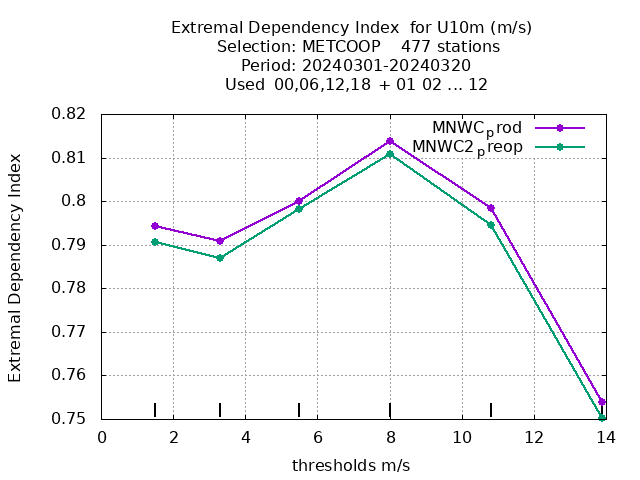 Extremal Dependency Index  for U10m (m/s)
Selection: METCOOP    477 stations
Period: 20240301-20240320
Used  00,06,12,18  + 01 02 ... 12
MNWCprod
MNWC2preop
Extremal Dependency Index
0.82
0.81
0.8
0.79
0.78
0.77
0.76
0.75
0 2 4 6 8 10 12 14
thresholds m/s